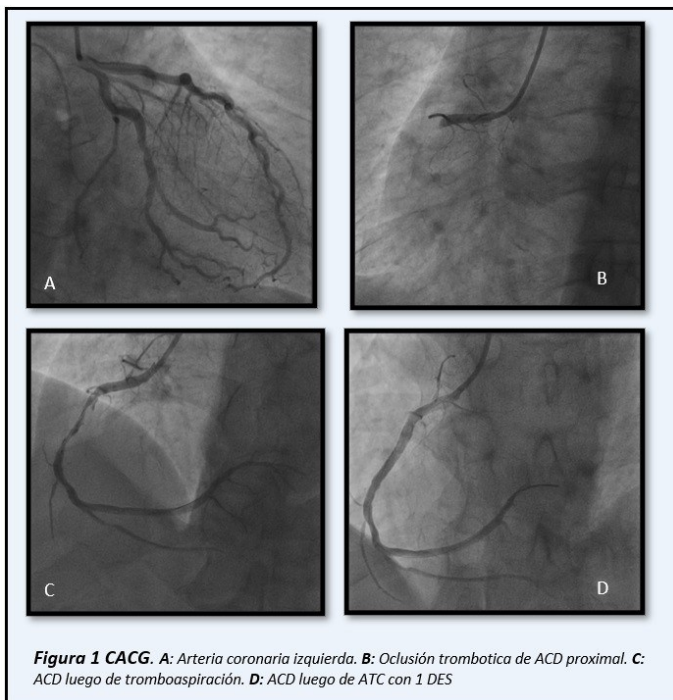 A
B
C
D
Figura 1 CACG. A: Arteria coronaria izquierda. B: Oclusión trombotica de ACD proximal. C:
ACD luego de tromboaspiración. D: ACD luego de ATC con 1 DES